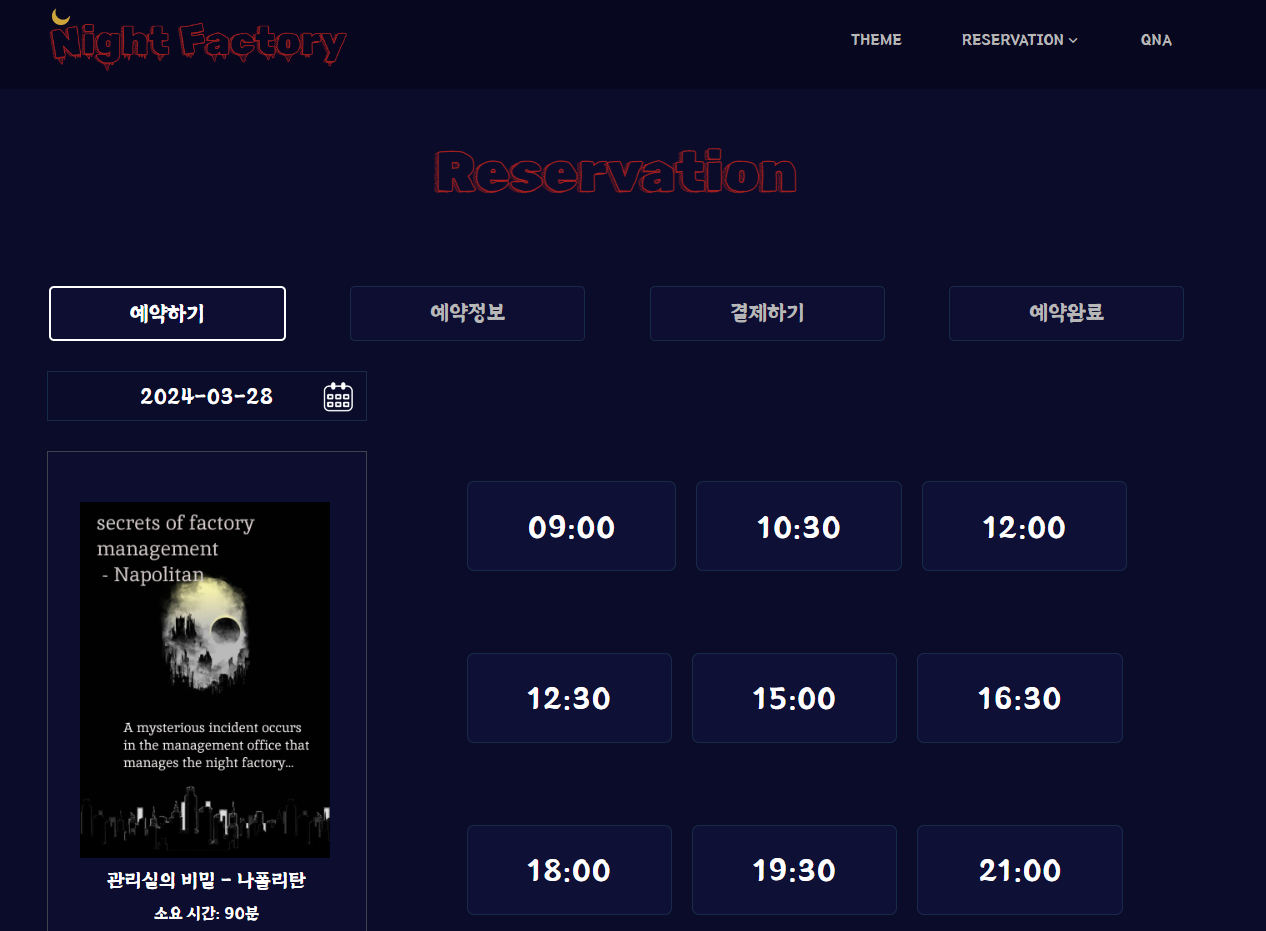 Night Factory
THEME
RESERVATION
QNA
Reservation
예약하기
예약정보
결제하기
예약완료
2024-03-28
secrets of factory
management
- Napolitan
A mysterious incident occurs
in the management office that
manages the night factory...
관리실의 비밀 - 나폴리탄
소요 시간: 90분
09:00
10:30
12:00
12:30
15:00
16:30
18:00
19:30
21:00